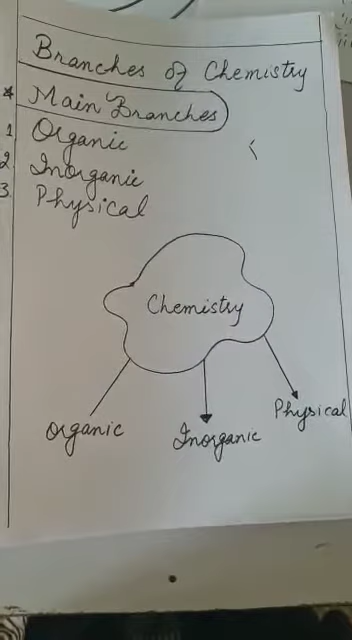 Branches of Chemistry
* Main Branches
1 Organic
2 Inorganic
3 Physical
Chemistry
Organic
Inorganic
Physical